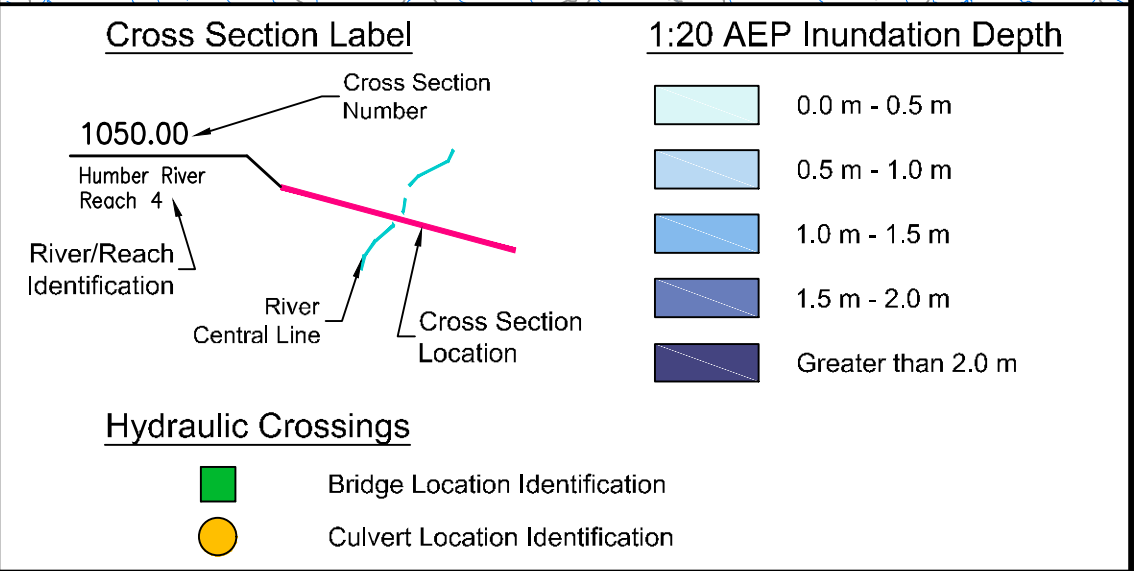 Cross Section Label
Cross Section
Number
1050.00
Humber River
Reach 4
River/Reach
Identification
River
Central Line
Cross Section
Location
1:20 AEP Inundation Depth
0.0 m - 0.5 m
0.5 m - 1.0 m
1.0 m - 1.5 m
1.5 m - 2.0 m
Greater than 2.0 m
Hydraulic Crossings
Bridge Location Identification
Culvert Location Identification